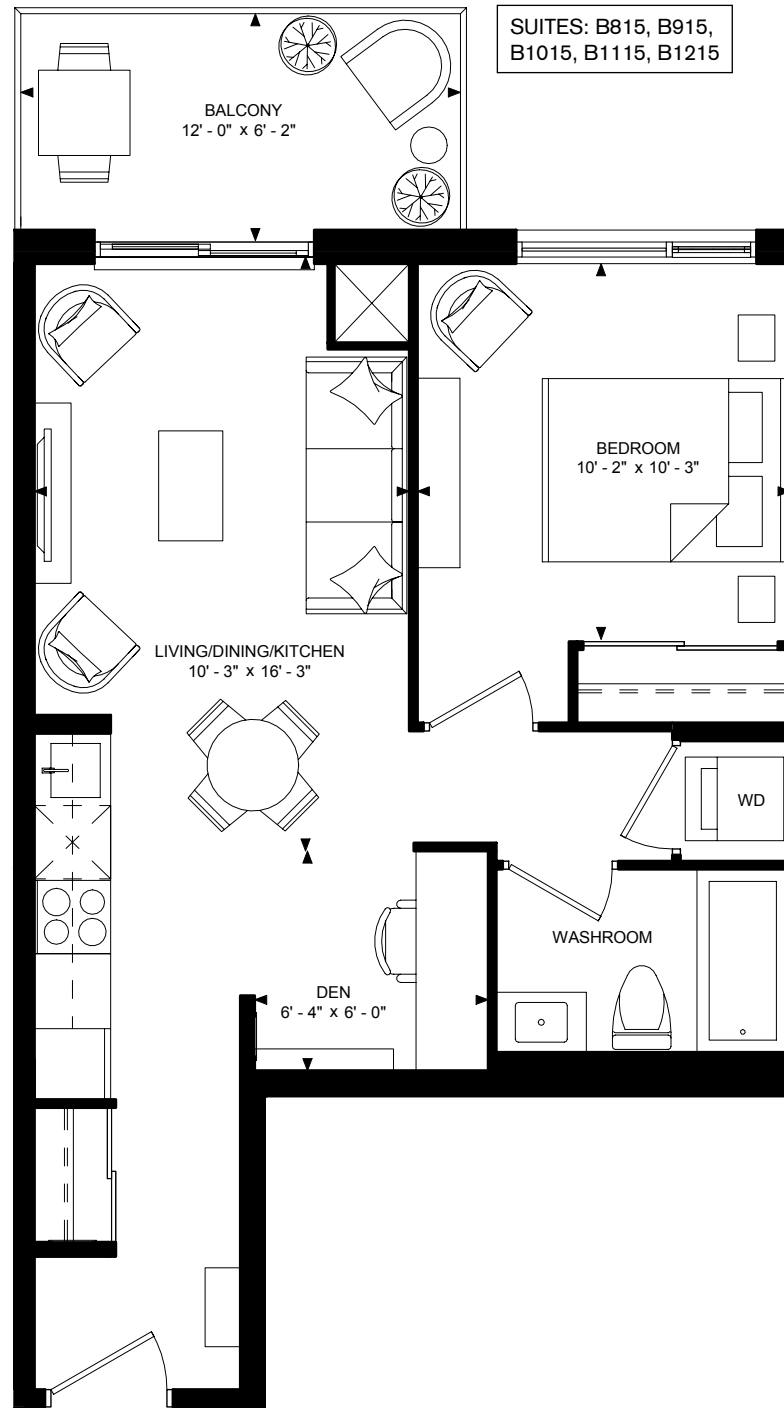 SUITES: B815, B915,
B1015, B1115, B1215
BALCONY
12' - 0" x 6' - 2"
BEDROOM
10' - 2" x 10' - 3"
LIVING/DINING/KITCHEN
10' - 3" x 16' - 3"
WD
WASHROOM
DEN
6' - 4" x 6' - 0"